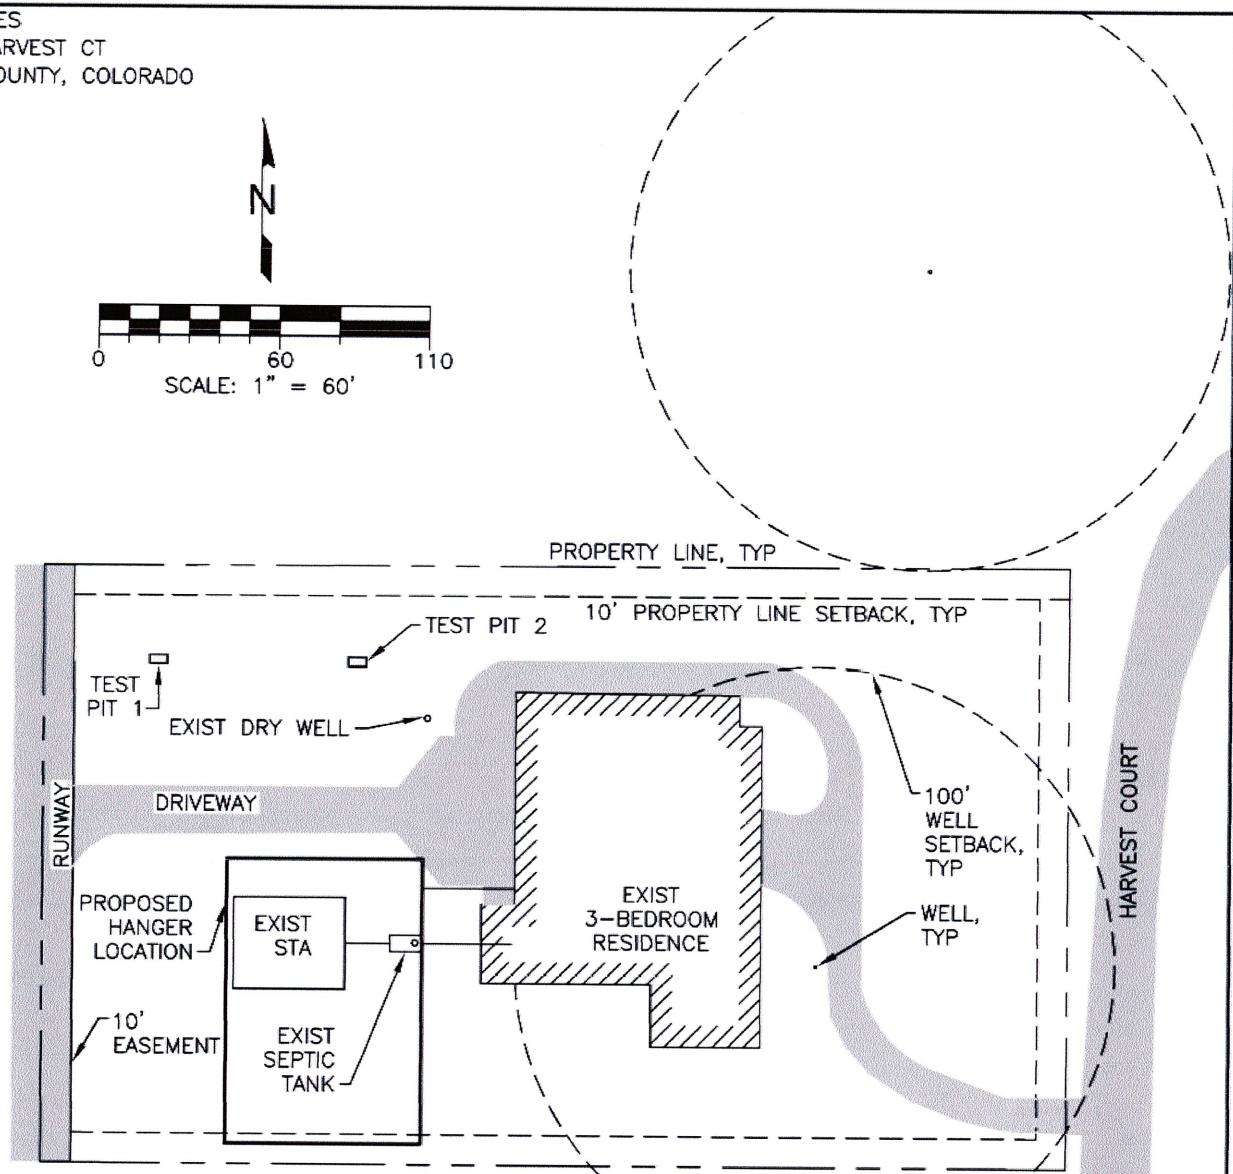 ES
ARVEST CT
OUNTY, COLORADO
N
0 60 110
SCALE: 1" = 60'
PROPERTY LINE, TYP
10' PROPERTY LINE SETBACK, TYP
TEST PIT 2
TEST
PIT 1
EXIST DRY WELL
DRIVEWAY
RUNWAY
100'
WELL
SETBACK,
TYP
HARVEST COURT
PROPOSED
HANGER
LOCATION
EXIST
STA
EXIST
3-BEDROOM
RESIDENCE
WELL,
TYP
10'
EASEMENT
EXIST
SEPTIC
TANK